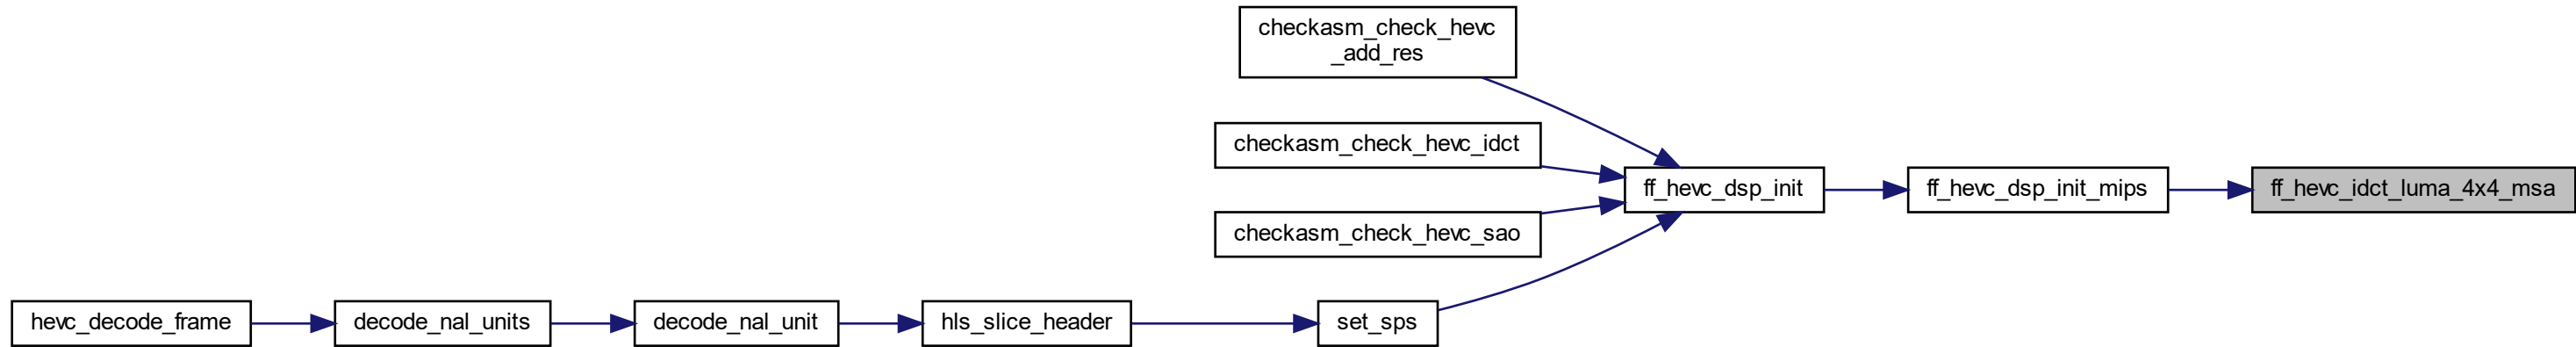 checkasm_check_hevc
_add_res
checkasm_check_hevc_idct
ff_hevc_dsp_init
ff_hevc_dsp_init_mips
ff_hevc_idct_luma_4x4_msa
checkasm_check_hevc_sao
hevc_decode_frame
decode_nal_units
decode_nal_unit
hls_slice_header
set_sps